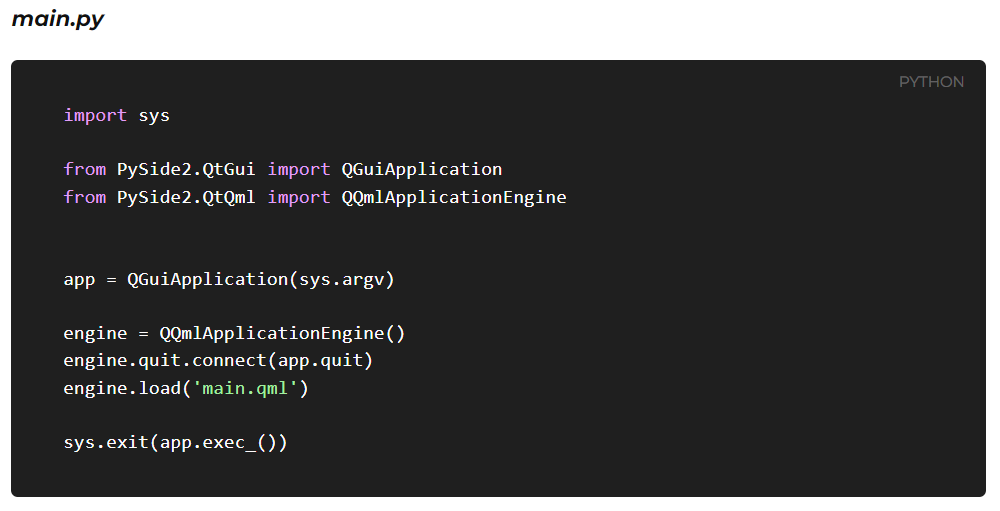 main.py
PYTHON
import sys
from PySide2.QtGui import QGuiApplication
from PySide2.QtQml import QQmlApplicationEngine
app = QGuiApplication(sys.argv)
engine = QQmlApplicationEngine()
engine.quit.connect(app.quit)
engine.load('main.qml')
sys.exit(app.exec_())